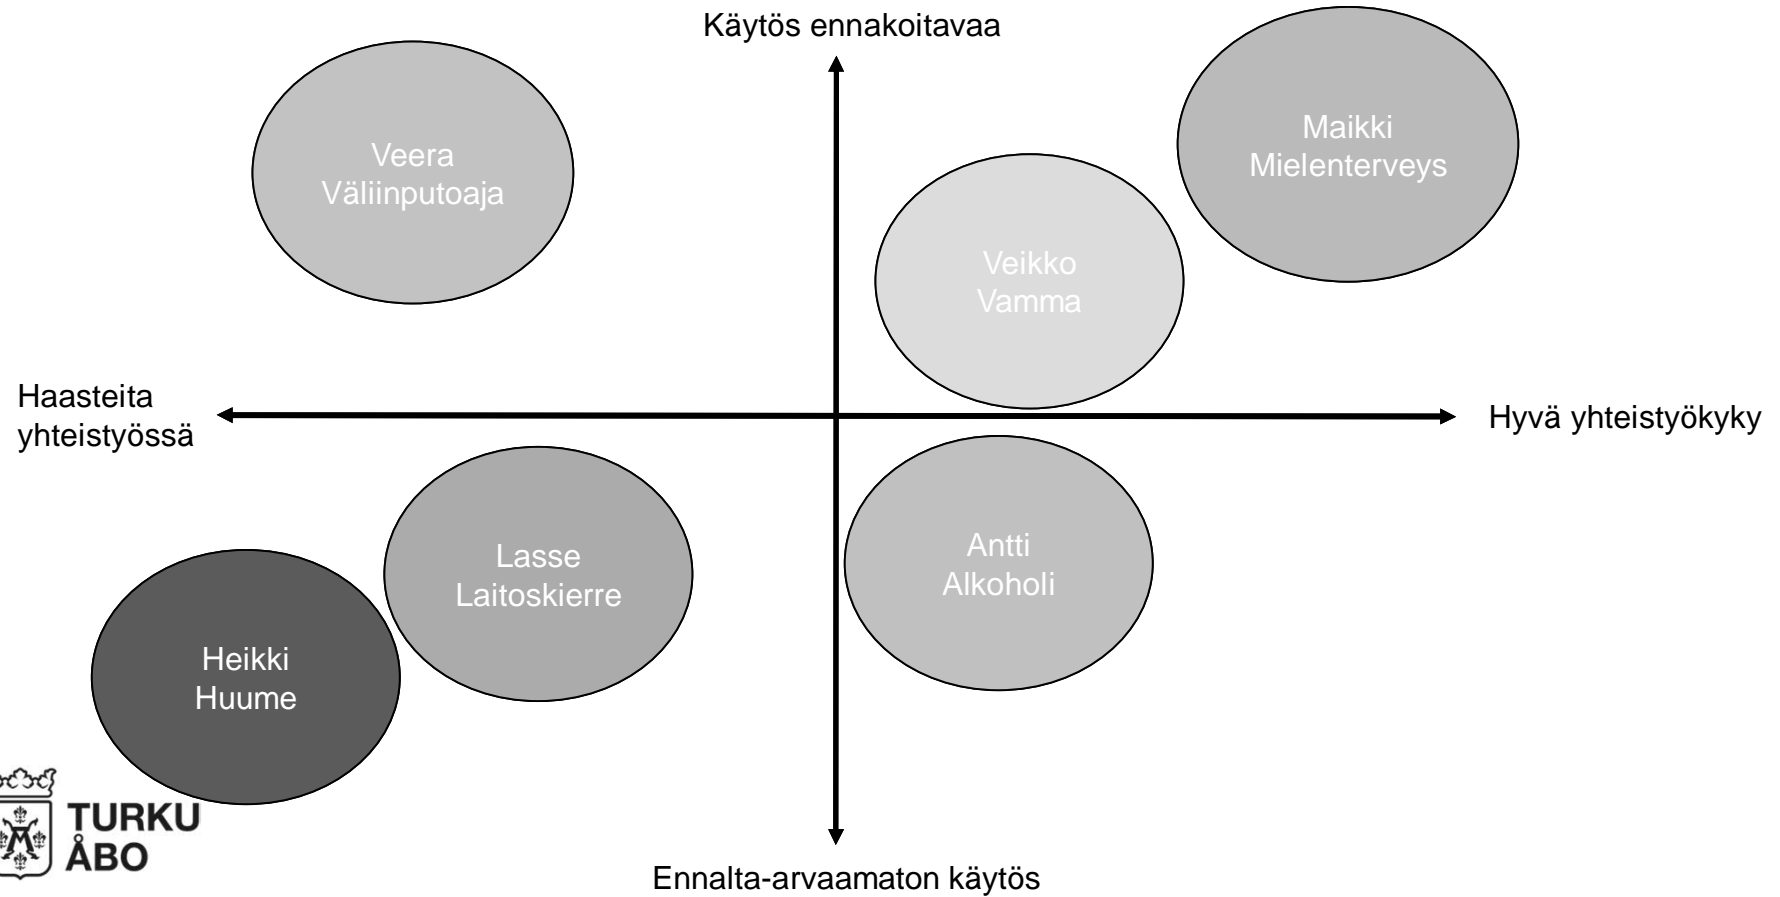 Käytös ennakoitavaa
Veera
Väliinputoaja
Maikki
Mielenterveys
Veikko
Vamma
Haasteita
yhteistyössä
Hyvä yhteistyökyky
Lasse
Laitoskierre
Antti
Alkoholi
Heikki
Huume
TURKU
ÅBO
Ennalta-arvaamaton käytös